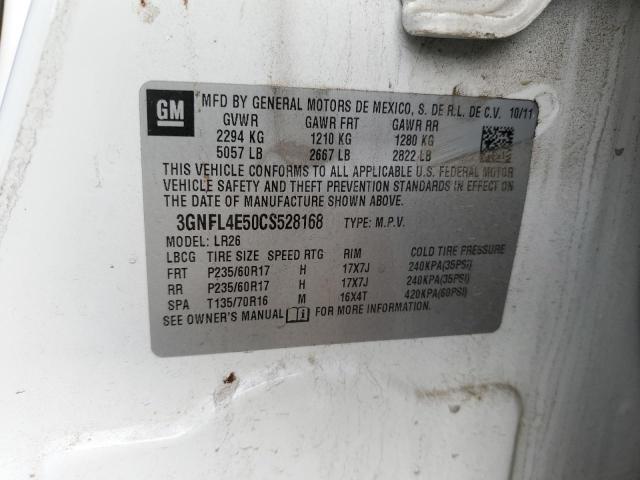 GM MFD BY GENERAL MOTORS DE MEXICO, S. DE R.L. DE C.V. 10/11
GVWR GAWR FRT GAWR RR
2294 KG 1210 KG 1280 KG
5057 LB 2667 LB 2822 LB
THIS VEHICLE CONFORMS TO ALL APPLICABLE U.S. FEDERAL MOTOR
VEHICLE SAFETY AND THEFT PREVENTION STANDARDS IN EFFECT ON
THE DATE OF MANUFACTURE SHOWN ABOVE.
3GNFL4E50CS528168 TYPE: M.P.V.
MODEL: LR26
LBCG TIRE SIZE SPEED RTG RIM COLD TIRE PRESSURE
FRT P235/60R17 H 17X7J 240KPA(35PSI)
RR P235/60R17 H 17X7J 240KPA(35PSI)
SPA T135/70R16 M 16X4T 420KPA(60PSI)
SEE OWNER'S MANUAL FOR MORE INFORMATION.